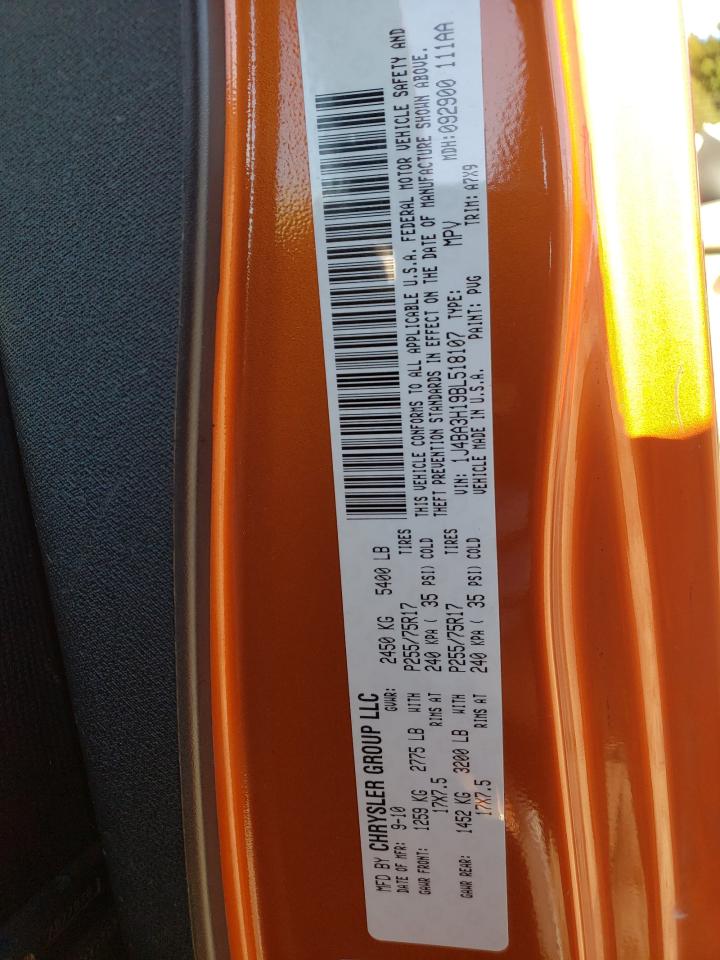 MFD BY CHRYSLER GROUP LLC
DATE OF MFR: 9-10 GVWR: 2450 KG 5400 LB
GAWR FRONT: 1259 KG 2775 LB WITH P255/75R17 TIRES
17X7.5 RIMS AT 240 KPA ( 35 PSI) COLD
GAWR REAR: 1452 KG 3200 LB WITH P255/75R17 TIRES
17X7.5 RIMS AT 240 KPA ( 35 PSI) COLD
THIS VEHICLE CONFORMS TO ALL APPLICABLE U.S.A. FEDERAL MOTOR VEHICLE SAFETY AND
THEFT PREVENTION STANDARDS IN EFFECT ON THE DATE OF MANUFACTURE SHOWN ABOVE.
VIN: 1J4BA3H19BL518107 TYPE: MPV MDH:092900 111AA
VEHICLE MADE IN U.S.A. PAINT: PVG TRIM: A7X9